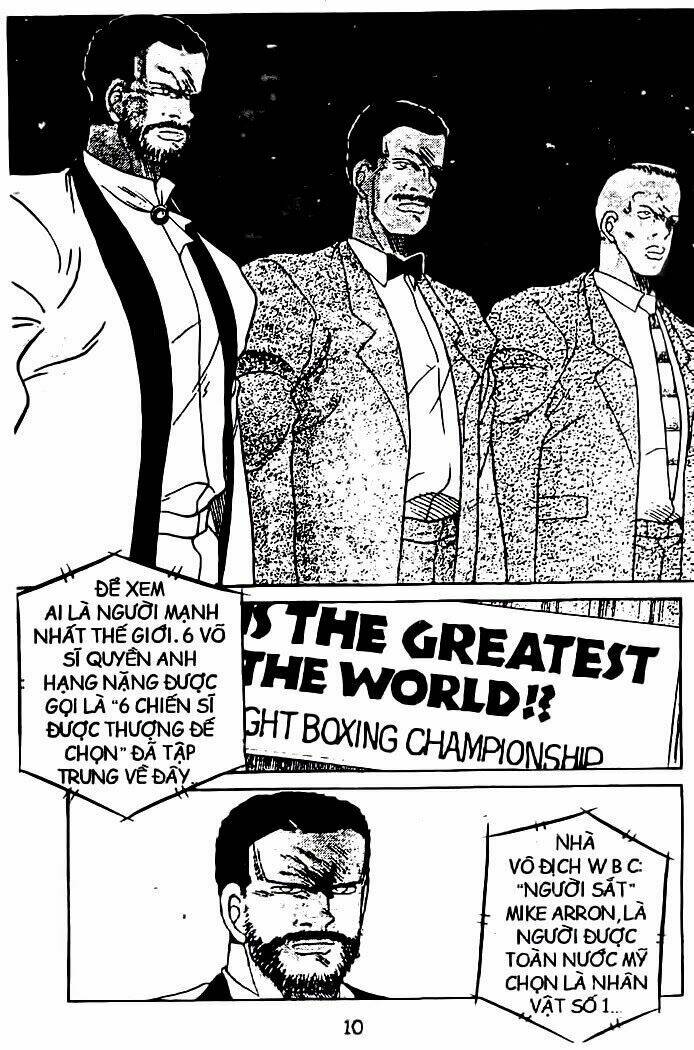 ĐỂ XEM
AI LÀ NGƯỜI MẠNH
NHẤT THẾ GIỚI. 6 VÕ
SĨ QUYỀN ANH
HẠNG NẶNG ĐƯỢC
GỌI LÀ "6 CHIẾN SĨ
ĐƯỢC THƯỢNG ĐẾ
CHỌN" ĐÃ TẬP
TRUNG VỀ ĐÂY...
IS THE GREATEST
THE WORLD!?
GHT BOXING CHAMPIONSHIP
NHÀ
VÔ ĐỊCH W B C:
"NGƯỜI SẮT"
MIKE ARRON, LÀ
NGƯỜI ĐƯỢC
TOÀN NƯỚC MỸ
CHỌN LÀ NHÂN
VẬT SỐ 1...
10